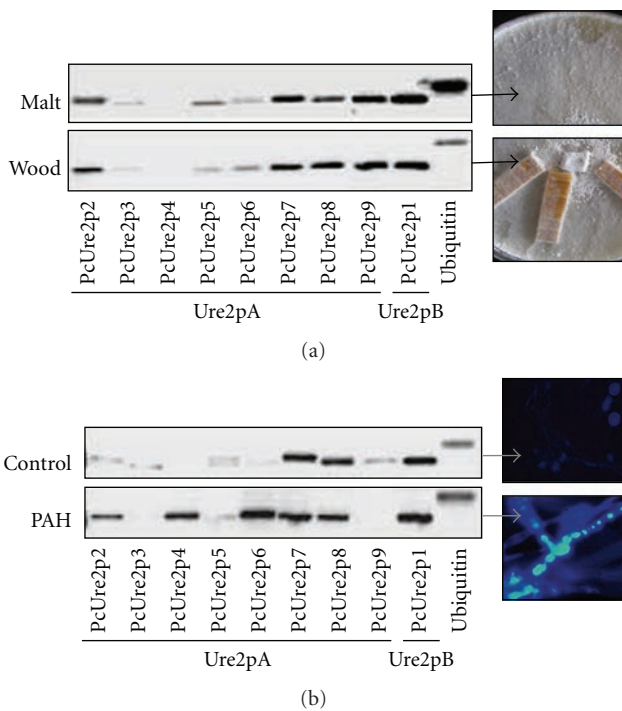 (a)
Malt
Wood
PcUre2p2
PcUre2p3
PcUre2p4
PcUre2p5
PcUre2p6
PcUre2p7
PcUre2p8
PcUre2p9
PcUre2p1
Ubiquitin
Ure2pA
Ure2pB
Control
PAH
PcUre2p2
PcUre2p3
PcUre2p4
PcUre2p5
PcUre2p6
PcUre2p7
PcUre2p8
PcUre2p9
PcUre2p1
Ubiquitin
Ure2pA
Ure2pB
(b)